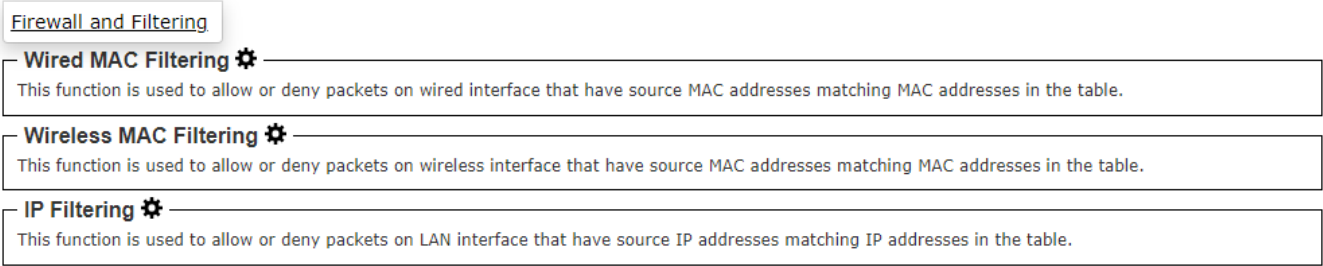 Firewall and Filtering
Wired MAC Filtering
This function is used to allow or deny packets on wired interface that have source MAC addresses matching MAC addresses in the table.
Wireless MAC Filtering
This function is used to allow or deny packets on wireless interface that have source MAC addresses matching MAC addresses in the table.
IP Filtering
This function is used to allow or deny packets on LAN interface that have source IP addresses matching IP addresses in the table.